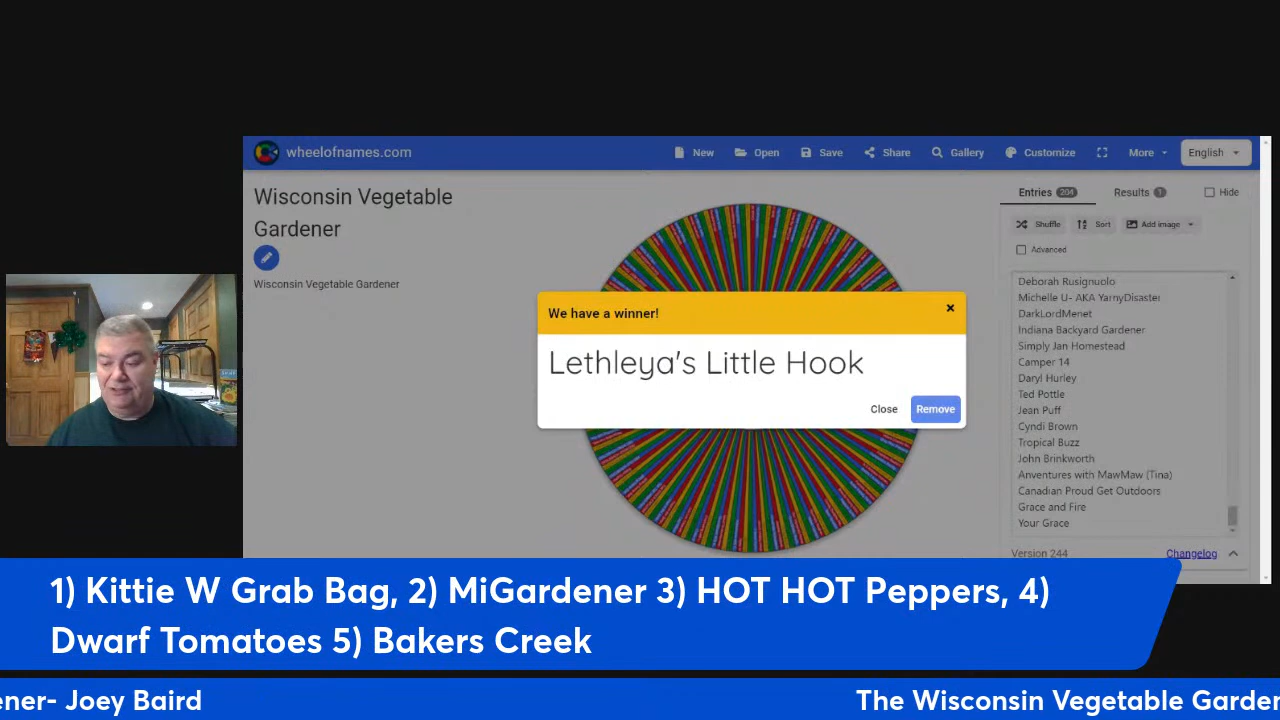 wheelofnames.com
New
Open
Save
Share
Gallery
Customize
More
English
Wisconsin Vegetable
Gardener
Wisconsin Vegetable Gardener
Entries 204
Results 1
Hide
Shuffle
Sort
Add image
Advanced
Deborah Rusignuolo
Michelle U- AKA YarnyDisaster
DarkLordMenet
Indiana Backyard Gardener
Simply Jan Homestead
Camper 14
Daryl Hurley
Ted Pottle
Jean Puff
Cyndi Brown
Tropical Buzz
John Brinkworth
Anventures with MawMaw (Tina)
Canadian Proud Get Outdoors
Grace and Fire
Your Grace
Version 244
Changelog
We have a winner!
Lethleya's Little Hook
Close
Remove
1) Kittie W Grab Bag, 2) MiGardener 3) HOT HOT Peppers, 4)
Dwarf Tomatoes 5) Bakers Creek
ener- Joey Baird
The Wisconsin Vegetable Garden